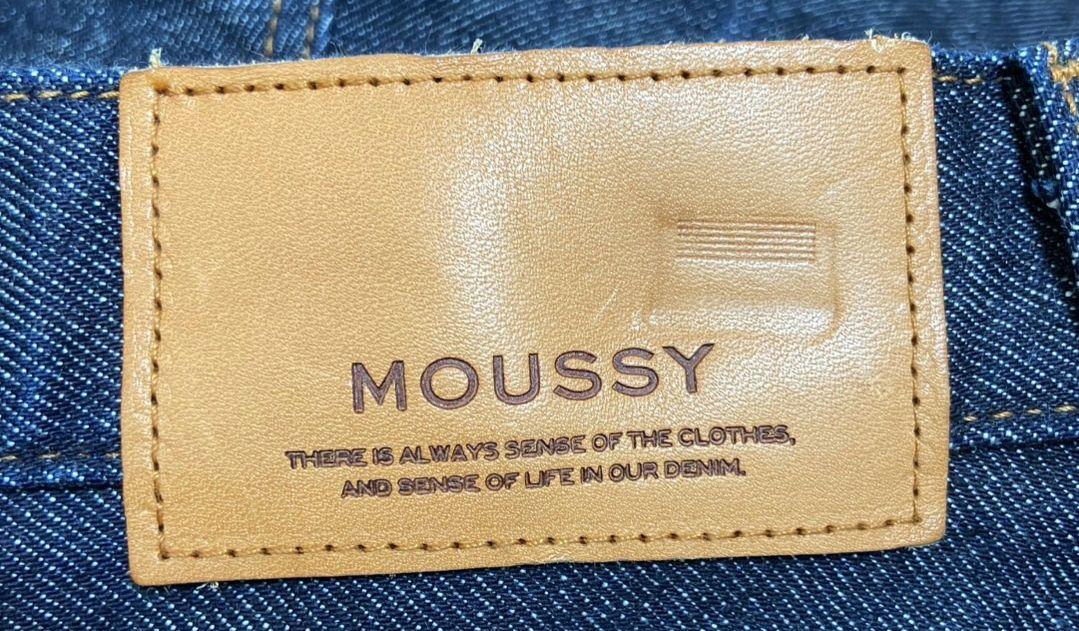 MOUSSY
THERE IS ALWAYS SENSE OF THE CLOTHES,
AND SENSE OF LIFE IN OUR DENIM.